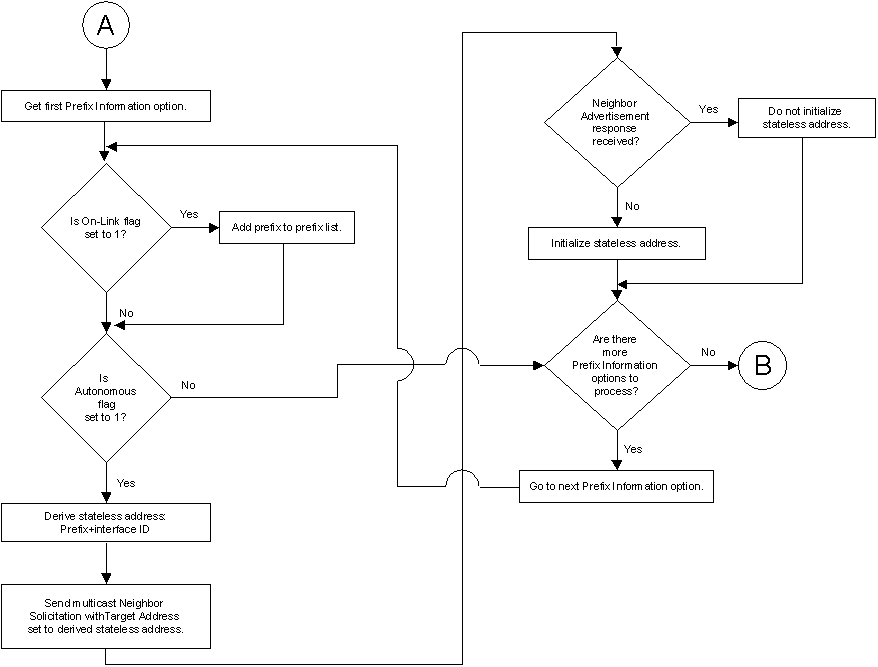 A
Get first Prefix Information option.
Is On-Link flag
set to 1?
Yes
Add prefix to prefix list.
No
Is
Autonomous
flag
set to 1?
No
Yes
Derive stateless address:
Prefix+interface ID
Send multicast Neighbor
Solicitation withTarget Address
set to derived stateless address.
Neighbor
Advertisement
response
received?
Yes
Do not initialize
stateless address.
No
Initialize stateless address.
Are there
more
Prefix Information
options to
process?
No
B
Yes
Go to next Prefix Information option.